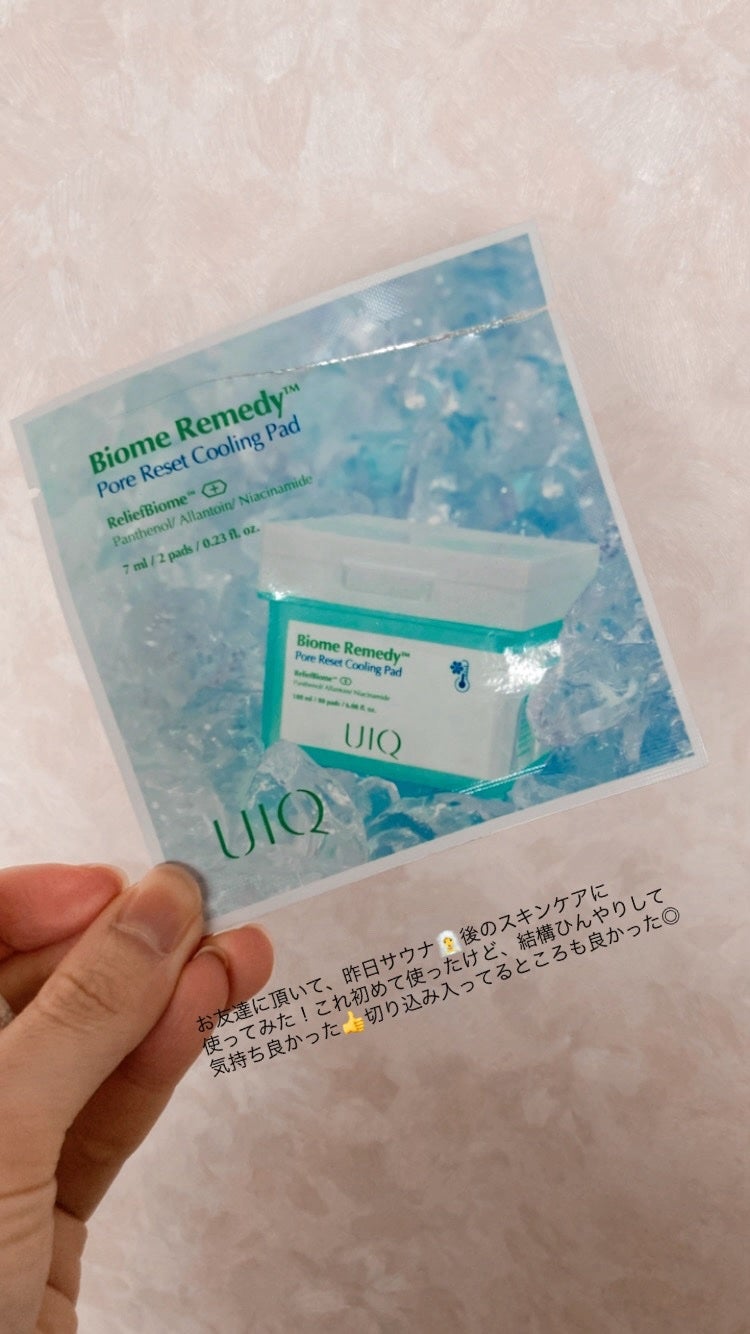 Biome Remedy™
Pore Reset Cooling Pad
ReliefBiome™
Panthenol/ Allantoin/ Niacinamide
7 ml / 2 pads / 0.23 fl. oz.
Biome Remedy™
Pore Reset Cooling Pad
ReliefBiome™
Panthenol/ Allantoin/ Niacinamide
UIQ
UIQ
お友達に頂いて、昨日サウナ🧖後のスキンケアに
使ってみた！これ初めて使ったけど、結構ひんやりして
気持ち良かった👍切り込み入ってるところも良かった◎